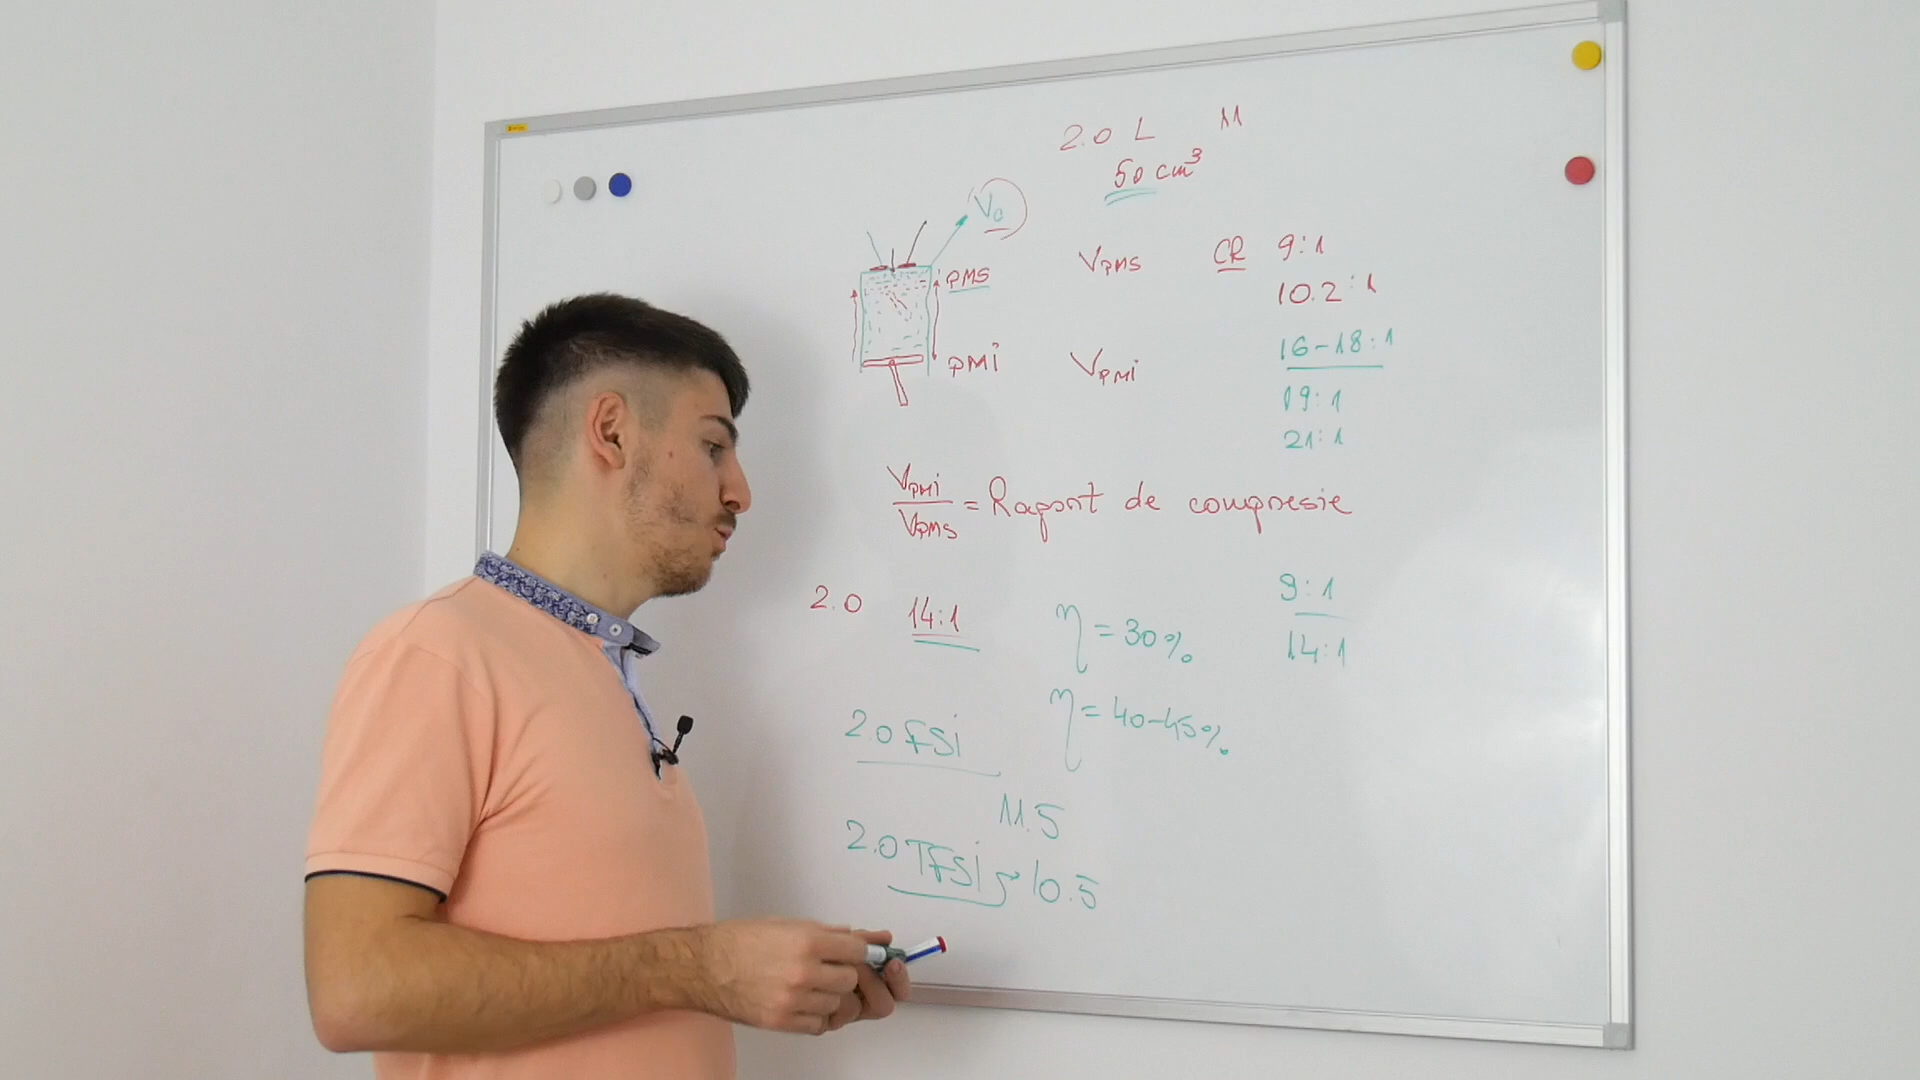 2.0 L 11
50 cm³
Vc
PMS VPMS CR 9:1
10.2:1
16-18:1
PMI VPMI
19:1
21:1
VPMI
VPMS = Raport de compresie
2.0 14:1 η = 30% 9:1
14:1
2.0 FSI η = 40-45%
11.5
2.0 TFSI 10.5